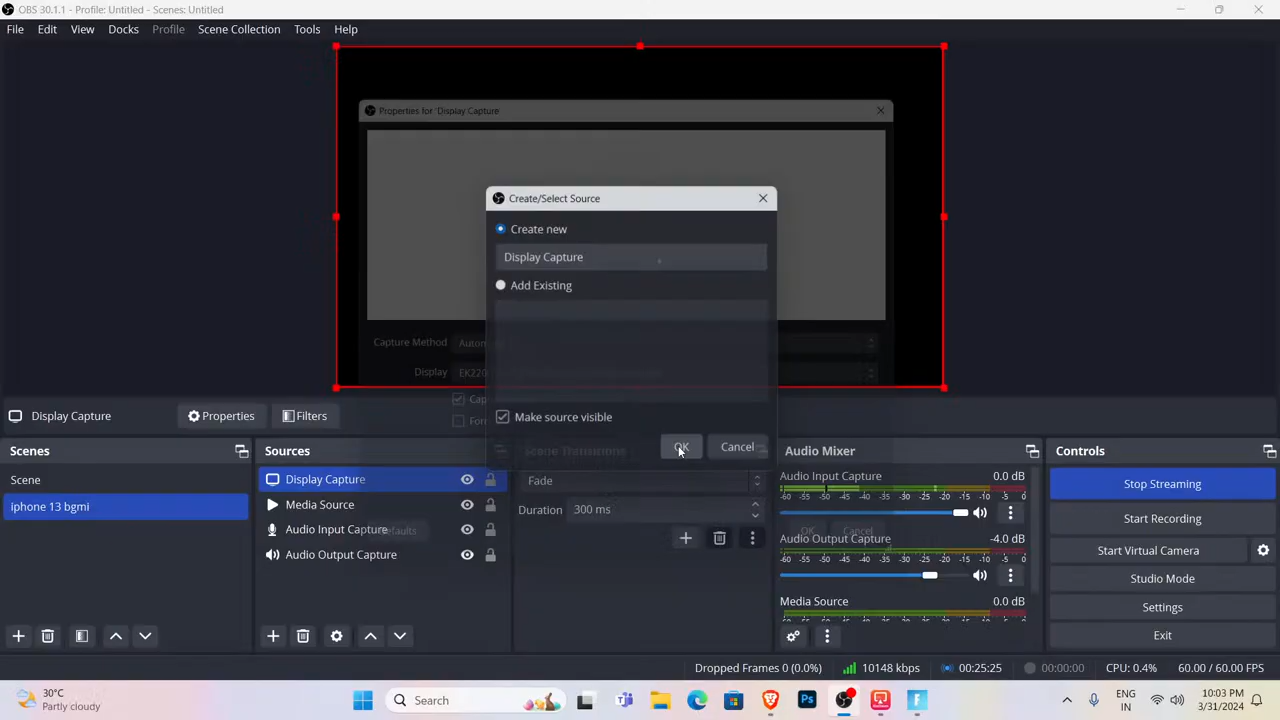 OBS 30.1.1 - Profile: Untitled - Scenes: Untitled
File Edit View Docks Profile Scene Collection Tools Help
Properties for 'Display Capture'
Create/Select Source
Create new
Display Capture
Add Existing
Capture Method
Display
Make source visible
OK Cancel
Display Capture Properties Filters
Scenes
Scene
iphone 13 bgmi
Sources
Display Capture
Media Source
Audio Input Capture
Audio Output Capture
Defaults
Scene Transitions
Fade
Duration 300 ms
OK Cancel
Audio Mixer
Audio Input Capture 0.0 dB
-60 -55 -50 -45 -40 -35 -30 -25 -20 -15 -10 -5 0
Audio Output Capture -4.0 dB
-60 -55 -50 -45 -40 -35 -30 -25 -20 -15 -10 -5 0
Media Source 0.0 dB
-60 -55 -50 -45 -40 -35 -30 -25 -20 -15 -10 -5 0
Controls
Stop Streaming
Start Recording
Start Virtual Camera
Studio Mode
Settings
Exit
Dropped Frames 0 (0.0%) 10148 kbps 00:25:25 00:00:00 CPU: 0.4% 60.00 / 60.00 FPS
30°C
Partly cloudy
Search
Ps
ENG
IN
10:03 PM
3/31/2024